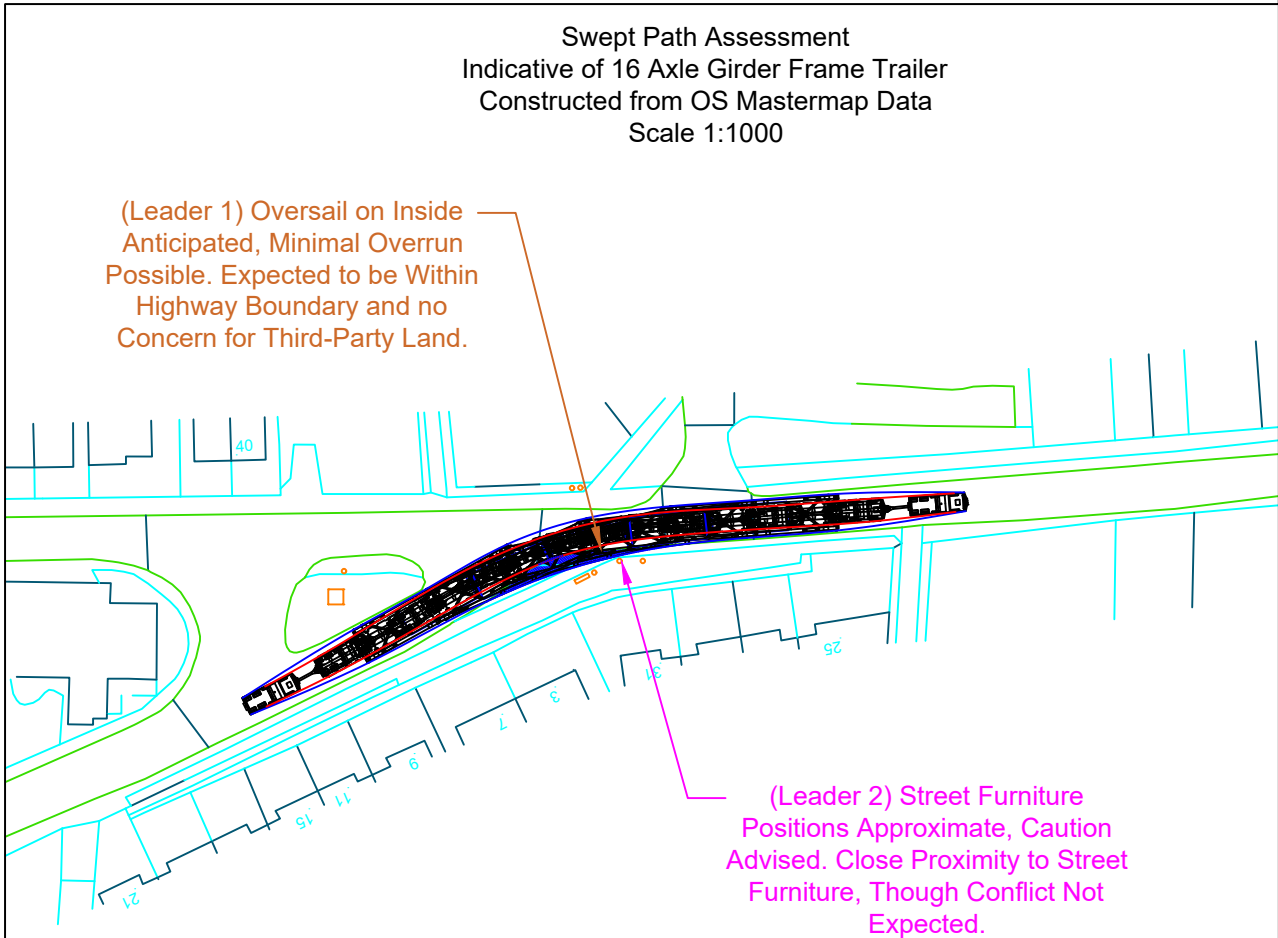 Swept Path Assessment
Indicative of 16 Axle Girder Frame Trailer
Constructed from OS Mastermap Data
Scale 1:1000
(Leader 1) Oversail on Inside
Anticipated, Minimal Overrun
Possible. Expected to be Within
Highway Boundary and no
Concern for Third-Party Land.
40
25
31
3
7
9
11
15
21
(Leader 2) Street Furniture
Positions Approximate, Caution
Advised. Close Proximity to Street
Furniture, Though Conflict Not
Expected.